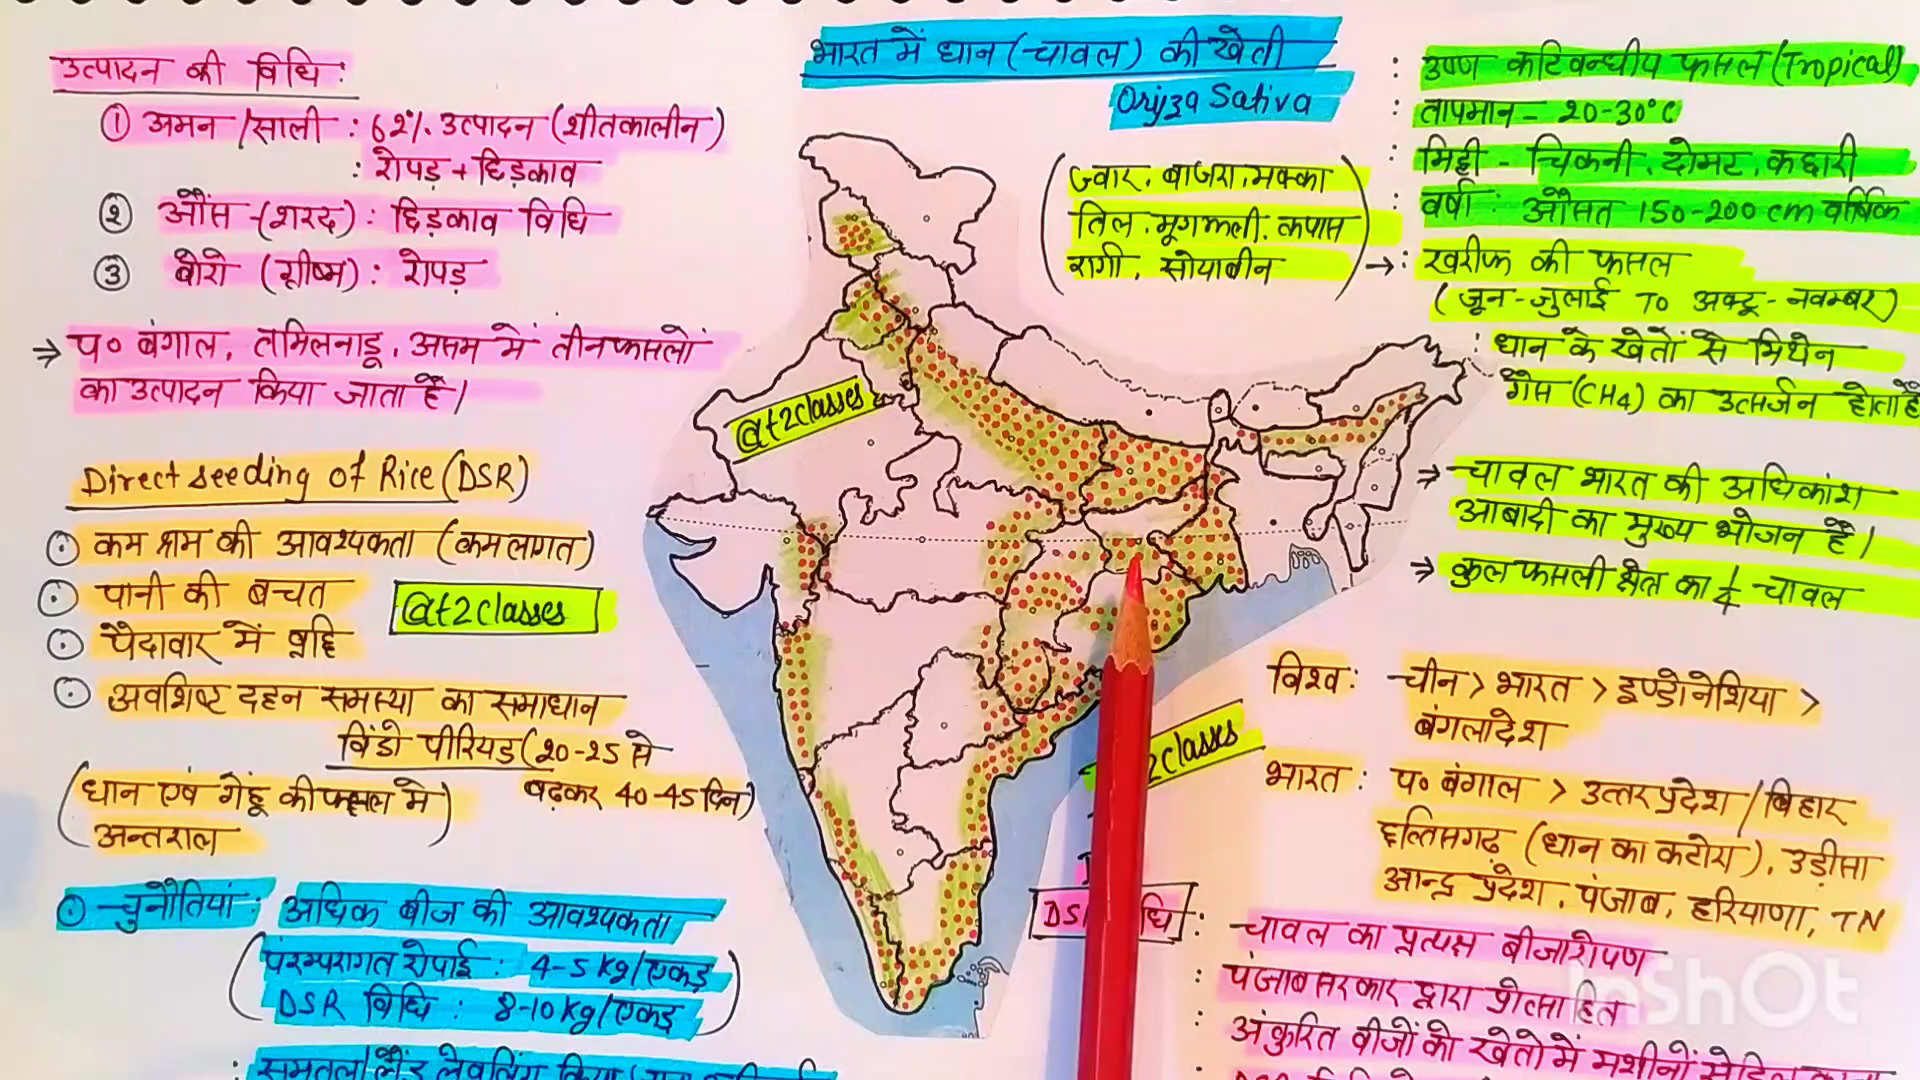 भारत में धान (चावल) की खेती
Oryza Sativa
उत्पादन की विधि:
① अमन/साली : 62% उत्पादन (शीतकालीन)
: रोपड़ + छिड़काव
② औस -(शरद) : छिड़काव विधि
③ बोरो (ग्रीष्म) : रोपड़
⇒ प० बंगाल, तमिलनाडू, असम में तीन फसलों
का उत्पादन किया जाता है।
Direct seeding of Rice (DSR)
कम श्रम की आवश्यकता (कम लागत)
पानी की बचत
@t2classes
पैदावार में वृद्धि
अवशिष्ट दहन समस्या का समाधान
विंडो पीरियड (20-25 से
बढ़कर 40-45 दिन)
(धान एवं गेंहू की फसल में)
अन्तराल
चुनौतियां : अधिक बीज की आवश्यकता
(परम्परागत रोपाई : 4-5 kg/एकड़
DSR विधि : 8-10 kg/एकड़)
: समतल/लैंड लेवलिंग किया
@t2classes
(ज्वार, बाजरा, मक्का
तिल, मूगफली, कपास
रागी, सोयाबीन)
: उष्ण कटिबन्धीय फसल (Tropical)
: तापमान - 20-30°C
: मिट्टी - चिकनी, दोमट, कछारी
: वर्षा : औसत 150-200 cm वार्षिक
→ : खरीफ की फसल
(जून-जुलाई TO अक्टू-नवम्बर)
: धान के खेतों से मिथेन
गैस (CH4) का उत्सर्जन होता है
⇒ चावल भारत की अधिकांश
आबादी का मुख्य भोजन है।
⇒ कुल फसली क्षेत्र का 1/4 चावल
विश्व : चीन > भारत > इण्डोनेशिया >
बंगलादेश
2classes
भारत : प० बंगाल > उत्तर प्रदेश/बिहार
छत्तिसगढ़ (धान का कटोरा), उड़ीसा
आन्द्र प्रदेश, पंजाब, हरियाणा, TN
: चावल का प्रत्यक्ष बीजारोपण
: पंजाब सरकार द्वारा प्रोत्साहित
: अंकुरित बीजों को खेतो में मशीनों से
InShOt